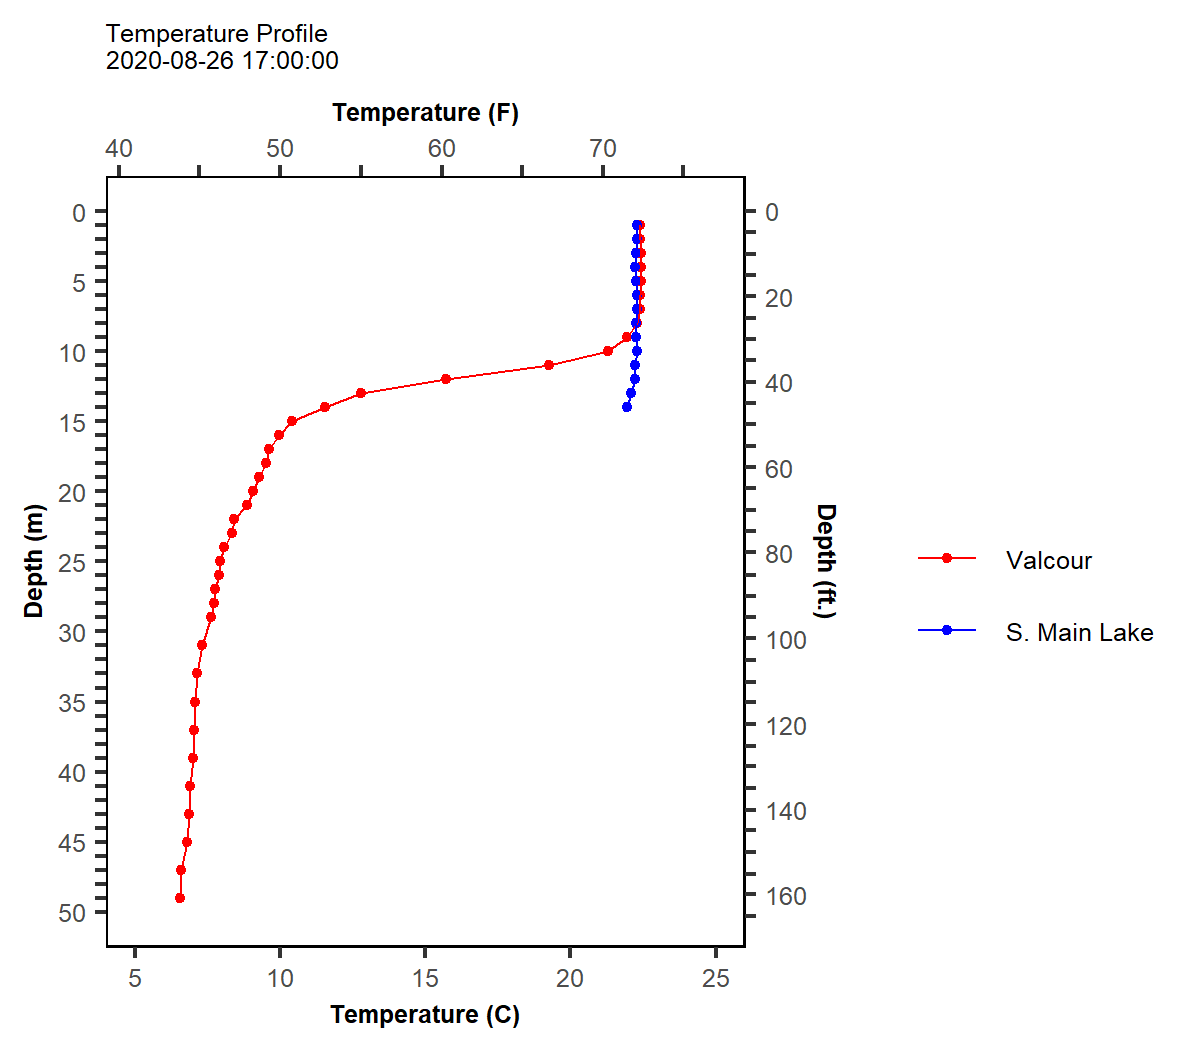 Temperature Profile
2020-08-26 17:00:00
Temperature (F)
40 50 60 70
0 0
5
20
10
40
15
60
20
80
25
Depth (m)
Depth (ft.)
Valcour
S. Main Lake
30
100
35
120
40
140
45
160
50
5 10 15 20 25
Temperature (C)